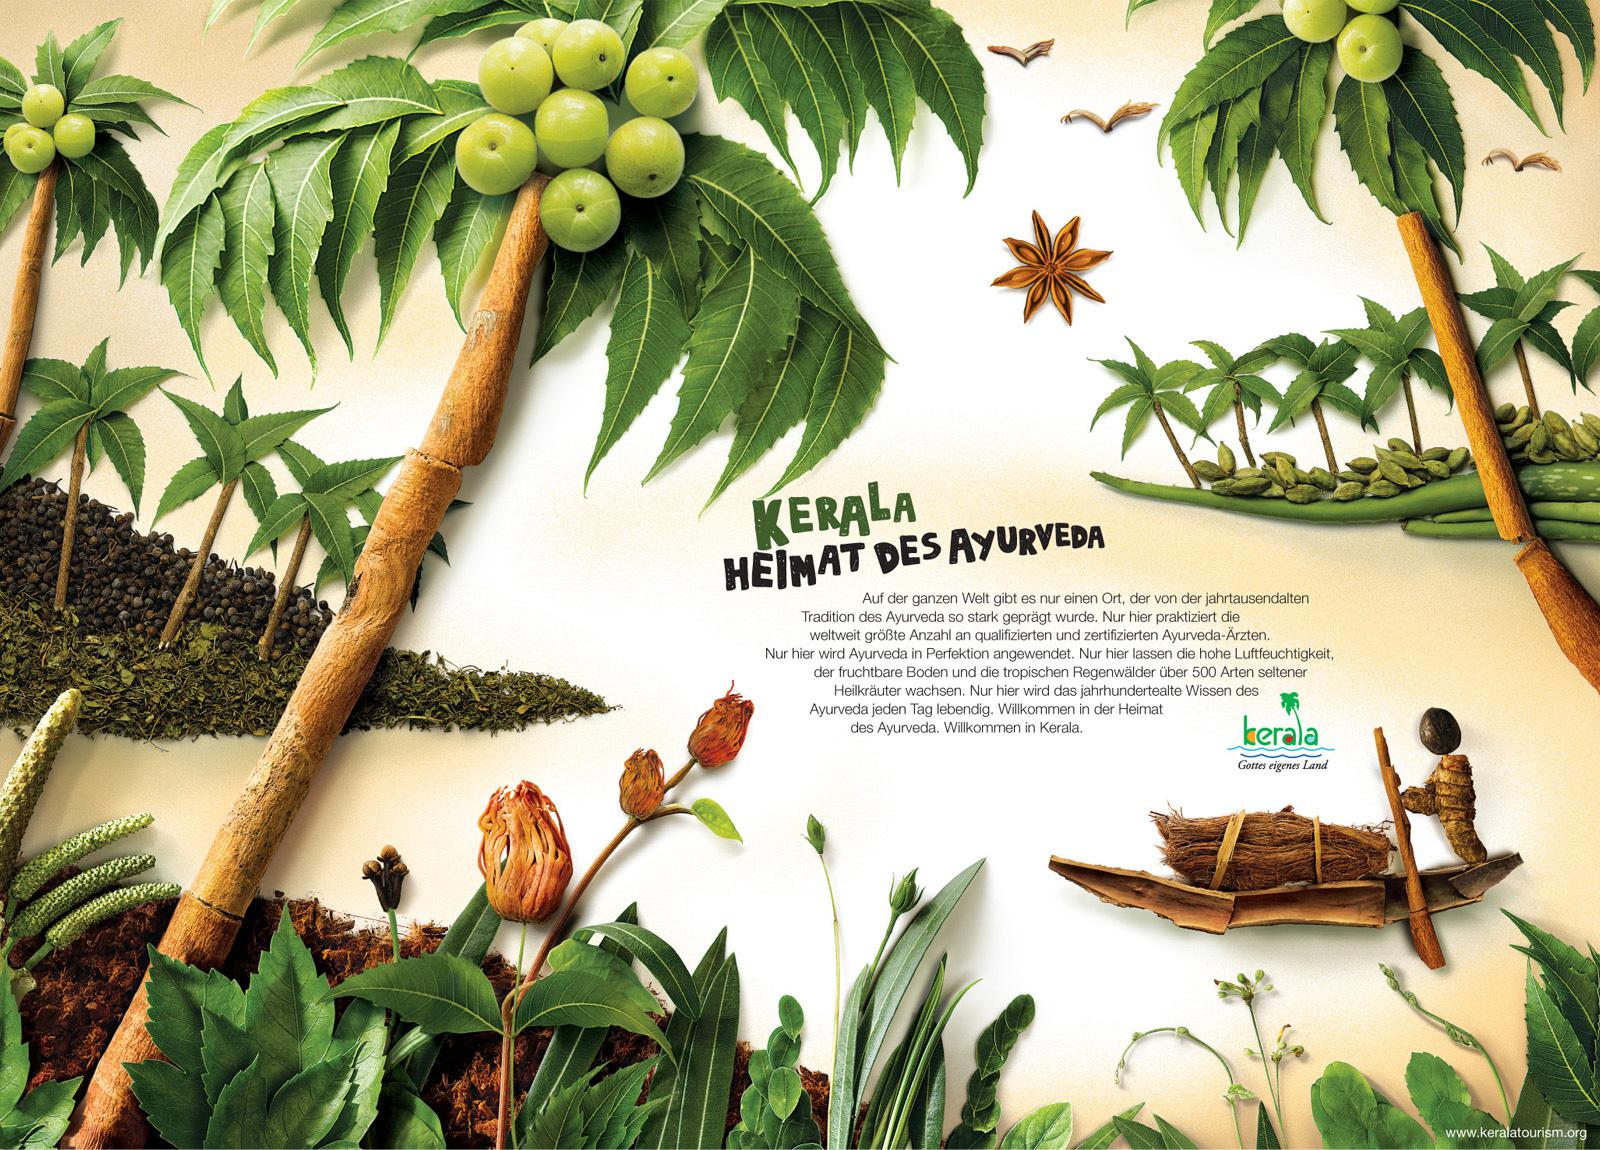 KERALA
HEIMAT DES AYURVEDA
Auf der ganzen Welt gibt es nur einen Ort, der von der jahrtausendalten
Tradition des Ayurveda so stark geprägt wurde. Nur hier praktiziert die
weltweit größte Anzahl an qualifizierten und zertifizierten Ayurveda-Ärzten.
Nur hier wird Ayurveda in Perfektion angewendet. Nur hier lassen die hohe Luftfeuchtigkeit,
der fruchtbare Boden und die tropischen Regenwälder über 500 Arten seltener
Heilkräuter wachsen. Nur hier wird das jahrhundertealte Wissen des
Ayurveda jeden Tag lebendig. Willkommen in der Heimat
des Ayurveda. Willkommen in Kerala.
kerala
Gottes eigenes Land
www.keralatourism.org